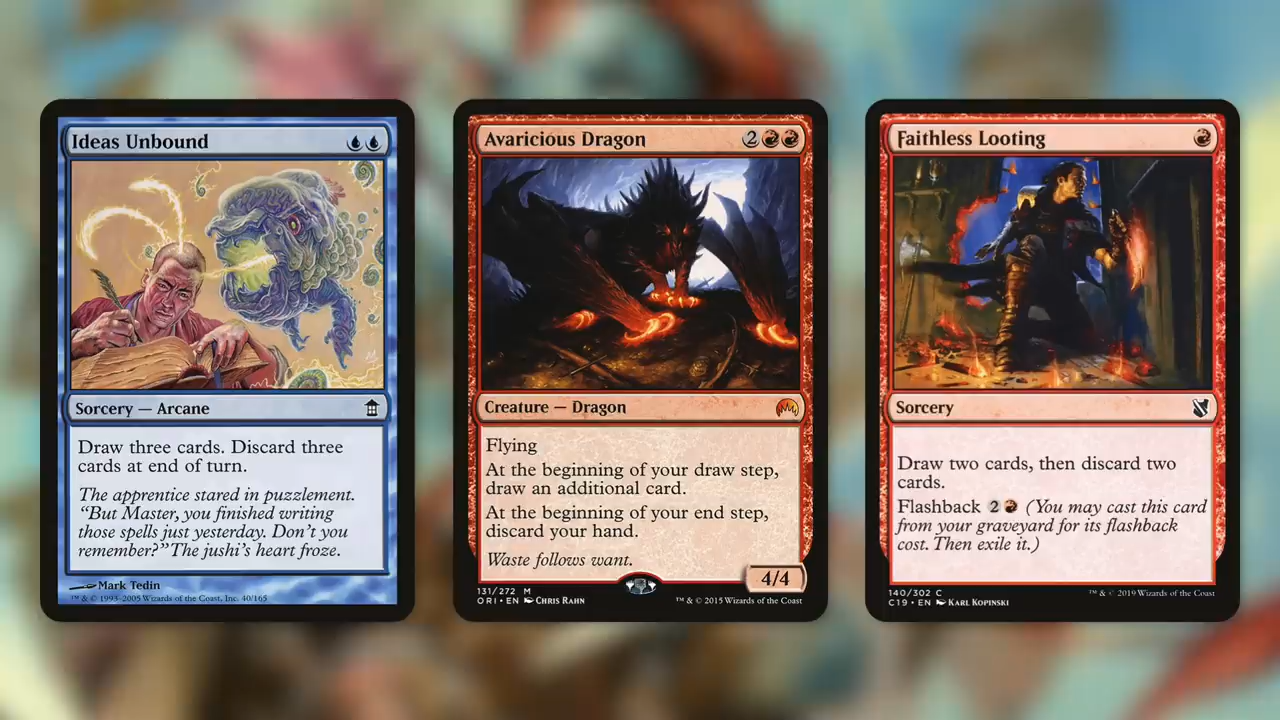 Ideas Unbound
Sorcery — Arcane
Draw three cards. Discard three
cards at end of turn.
The apprentice stared in puzzlement.
“But Master, you finished writing
those spells just yesterday. Don’t you
remember?” The jushi’s heart froze.
Mark Tedin
™ & © 1993–2005 Wizards of the Coast, Inc. 40/165
Avaricious Dragon 2
Creature — Dragon
Flying
At the beginning of your draw step,
draw an additional card.
At the beginning of your end step,
discard your hand.
Waste follows want.
4/4
131/272 M
ORI • EN Chris Rahn
™ & © 2015 Wizards of the Coast
Faithless Looting
Sorcery
Draw two cards, then discard two
cards.
Flashback 2 (You may cast this card
from your graveyard for its flashback
cost. Then exile it.)
140/302 C
C19 • EN Karl Kopinski
™ & © 2019 Wizards of the Coast